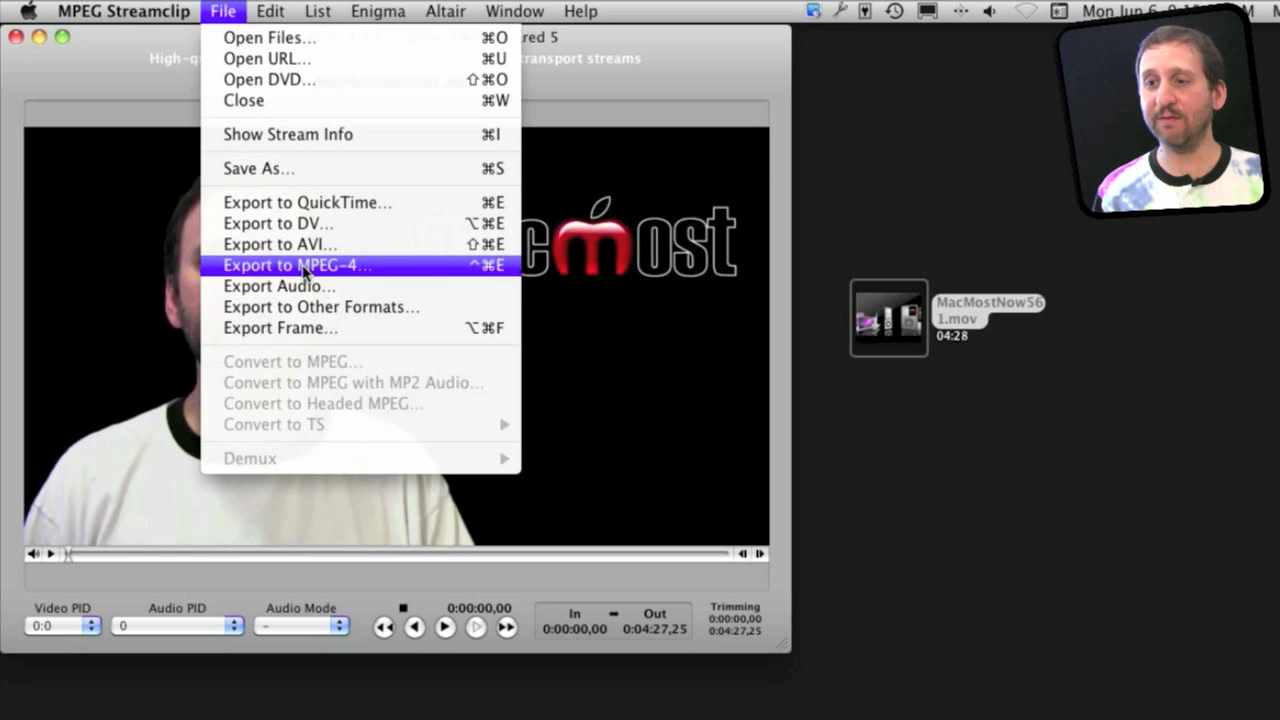 MPEG Streamclip File Edit List Enigma Altair Window Help Mon Jun 6
Open Files... ⌘O
Open URL... ⌘U
Open DVD... ⇧⌘O
Close ⌘W
Show Stream Info ⌘I
Save As... ⌘S
Export to QuickTime... ⌘E
Export to DV... ⌥⌘E
Export to AVI... ⇧⌘E
Export to MPEG-4... ^⌘E
Export Audio...
Export to Other Formats...
Export Frame... ⌥⌘F
Convert to MPEG...
Convert to MPEG with MP2 Audio...
Convert to Headed MPEG...
Convert to TS
Demux
red 5
transport streams
cmost
MacMostNow56
1.mov
04:28
Video PID Audio PID Audio Mode 0:00:00,00
0:0 0 –
In Out
0:00:00,00 0:04:27,25
Trimming
0:00:00,00
0:04:27,25